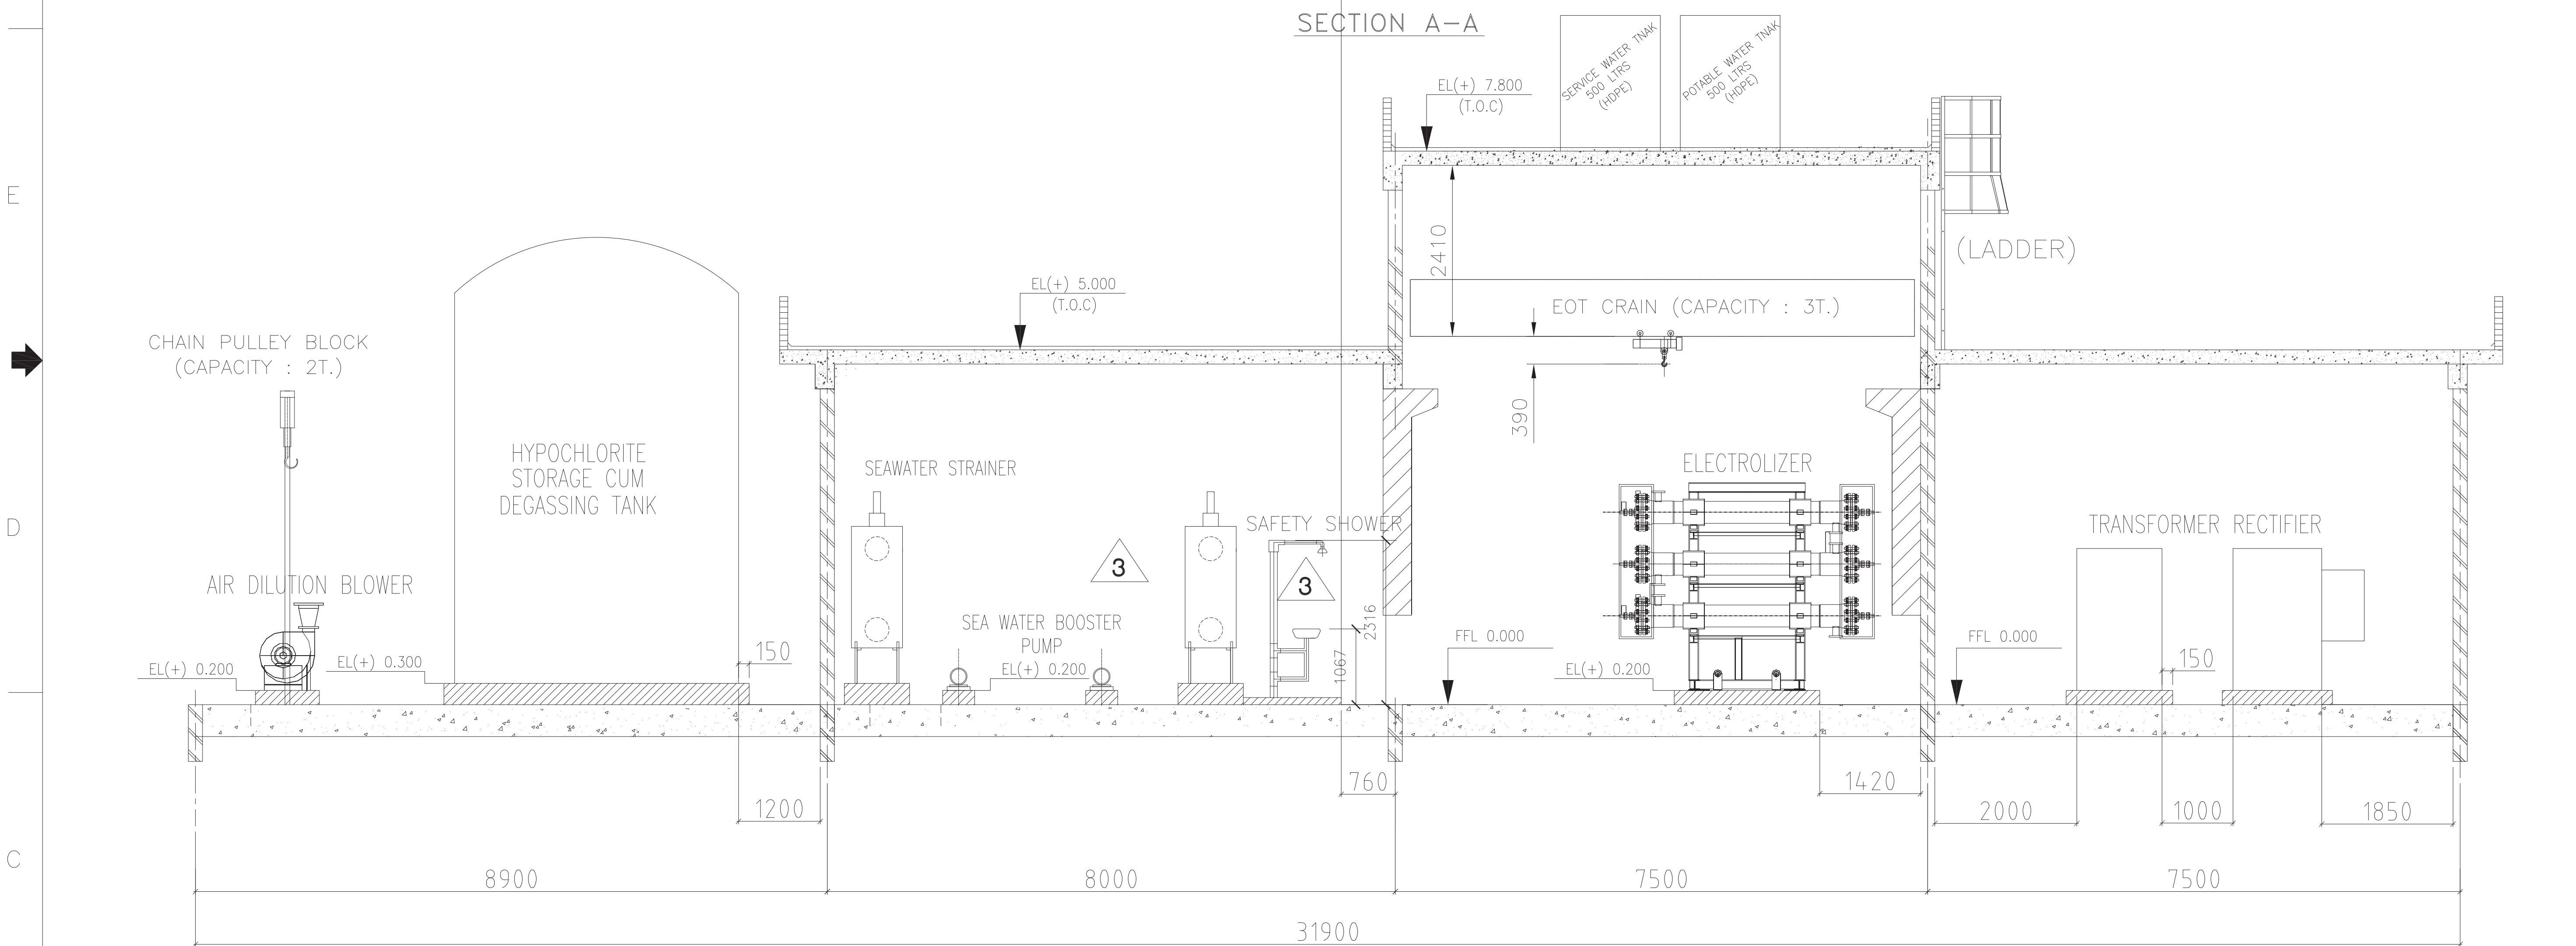 SECTION A-A
SERVICE WATER TNAK
500 LTRS
(HDPE)
POTABLE WATER TNAK
500 LTRS
(HDPE)
EL(+) 7.800
(T.O.C)
E
2410
(LADDER)
EL(+) 5.000
(T.O.C)
EOT CRAIN (CAPACITY : 3T.)
CHAIN PULLEY BLOCK
(CAPACITY : 2T.)
390
HYPOCHLORITE
STORAGE CUM
DEGASSING TANK
SEAWATER STRAINER
ELECTROLIZER
D
SAFETY SHOWER
TRANSFORMER RECTIFIER
3
3
AIR DILUTION BLOWER
SEA WATER BOOSTER
PUMP
2316
1067
FFL 0.000
FFL 0.000
EL(+) 0.200
EL(+) 0.300
150
EL(+) 0.200
EL(+) 0.200
150
760
1420
1200
2000
1000
1850
C
8900
8000
7500
7500
31900